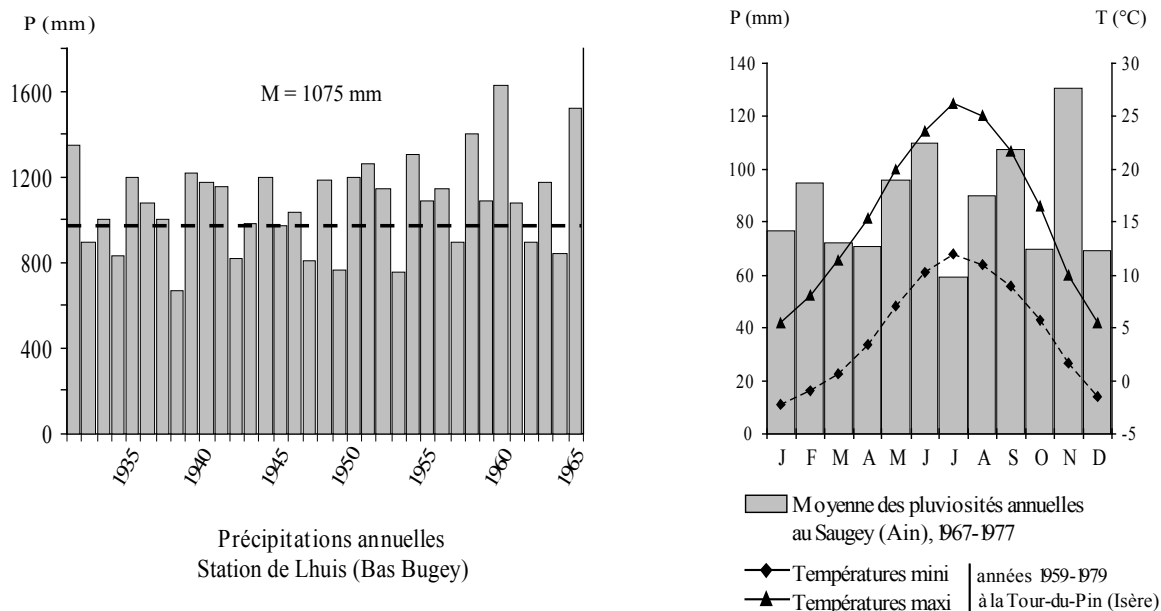 P (mm)
M = 1075 mm
1600
1200
800
400
0
1935
1940
1945
1950
1955
1960
1965
Précipitations annuelles
Station de Lhuis (Bas Bugey)
P (mm)
T (°C)
140
120
100
80
60
40
20
0
30
25
20
15
10
5
0
-5
J F M A M J J A S O N D
Moyenne des pluviosités annuelles
au Saugey (Ain), 1967-1977
Températures mini
Températures maxi
années 1959-1979
à la Tour-du-Pin (Isère)